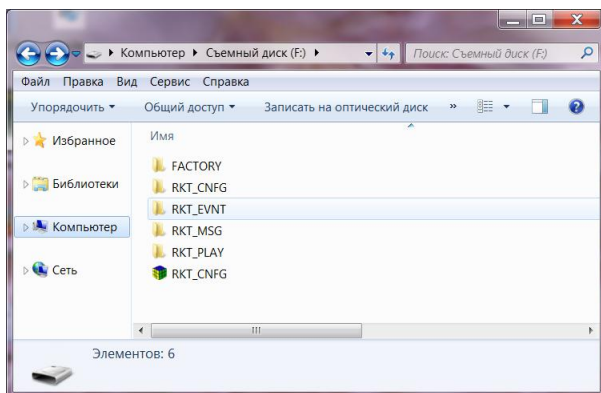 Компьютер ▸ Съемный диск (F:) ▸ Поиск: Съемный диск (F:)
Файл Правка Вид Сервис Справка
Упорядочить Общий доступ Записать на оптический диск »
Избранное
Библиотеки
Компьютер
Сеть
Имя
FACTORY
RKT_CNFG
RKT_EVNT
RKT_MSG
RKT_PLAY
RKT_CNFG
Элементов: 6